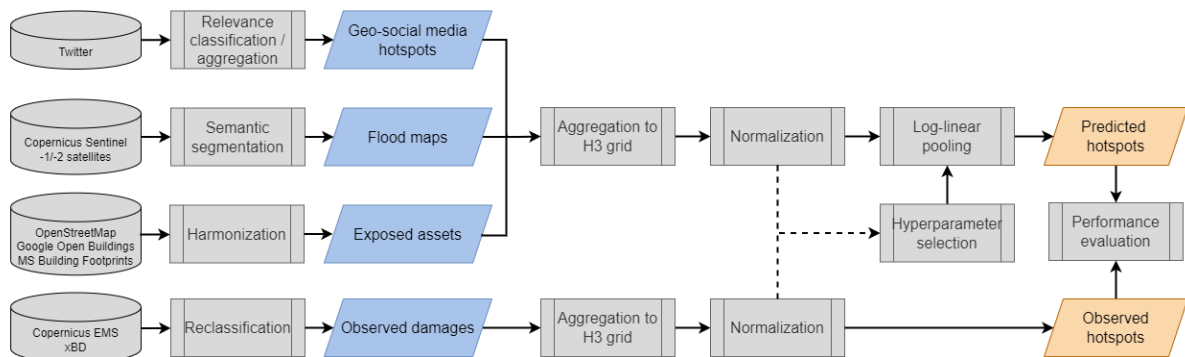 Twitter
Relevance
classification /
aggregation
Geo-social media
hotspots
Copernicus Sentinel
-1/-2 satellites
Semantic
segmentation
Flood maps
Aggregation to
H3 grid
Normalization
Log-linear
pooling
Predicted
hotspots
OpenStreetMap
Google Open Buildings
MS Building Footprints
Harmonization
Exposed assets
Hyperparameter
selection
Performance
evaluation
Copernicus EMS
xBD
Reclassification
Observed damages
Aggregation to
H3 grid
Normalization
Observed
hotspots